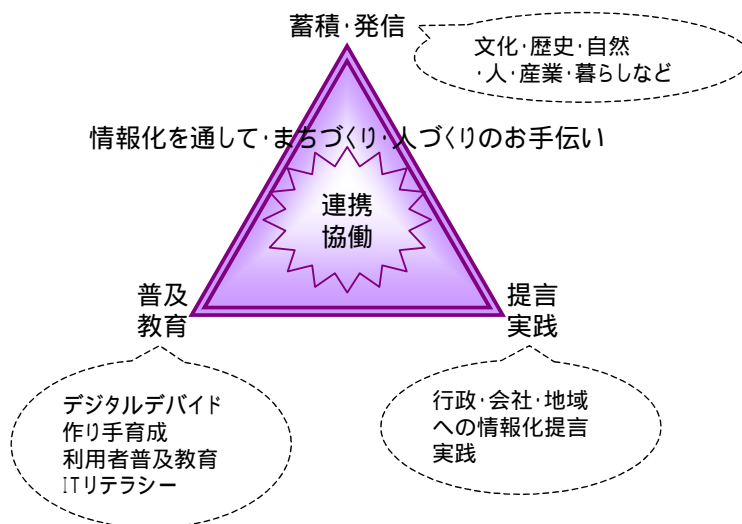 蓄積・発信
文化・歴史・自然
・人・産業・暮らしなど
情報化を通して・まちづくり・人づくりのお手伝い
連携
協働
普及
教育
提言
実践
デジタルデバイド
作り手育成
利用者普及教育
ITリテラシー
行政・会社・地域
への情報化提言
実践